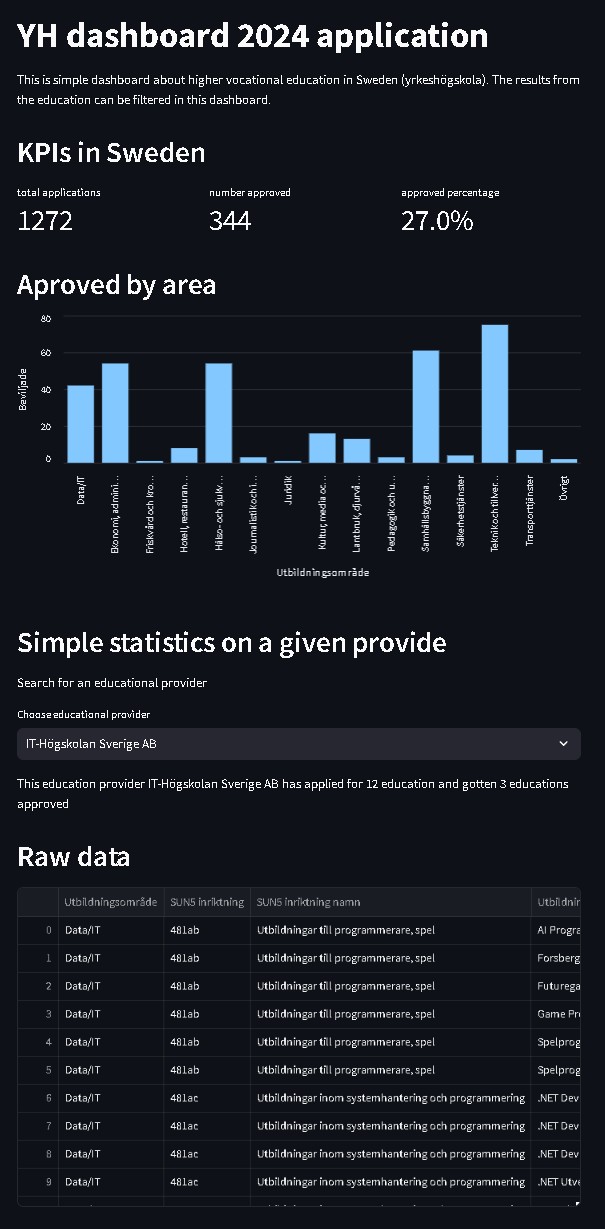 YH dashboard 2024 application
This is simple dashboard about higher vocational education in Sweden (yrkeshögskola). The results from
the education can be filtered in this dashboard.
KPIs in Sweden
total applications number approved approved percentage
1272 344 27.0%
Aproved by area
80
60
40
20
0
Beviljade
Data/IT
Ekonomi, admini...
Friskvård och kro...
Hotell, restauran...
Hälso- och sjukv...
Journalistik och i...
Juridik
Kultur, media oc...
Lantbruk, djurvå...
Pedagogik och u...
Samhällsbyggna...
Säkerhetstjänster
Teknik och tillver...
Transporttjänster
Övrigt
Utbildningsområde
Simple statistics on a given provide
Search for an educational provider
Choose educational provider
IT-Högskolan Sverige AB
This education provider IT-Högskolan Sverige AB has applied for 12 education and gotten 3 educations
approved
Raw data
Utbildningsområde SUN5 inriktning SUN5 inriktning namn Utbildnir
0 Data/IT 481ab Utbildningar till programmerare, spel AI Progra
1 Data/IT 481ab Utbildningar till programmerare, spel Forsberg
2 Data/IT 481ab Utbildningar till programmerare, spel Futurega
3 Data/IT 481ab Utbildningar till programmerare, spel Game Pr
4 Data/IT 481ab Utbildningar till programmerare, spel Spelprog
5 Data/IT 481ab Utbildningar till programmerare, spel Spelprog
6 Data/IT 481ac Utbildningar inom systemhantering och programmering .NET Dev
7 Data/IT 481ac Utbildningar inom systemhantering och programmering .NET Dev
8 Data/IT 481ac Utbildningar inom systemhantering och programmering .NET Dev
9 Data/IT 481ac Utbildningar inom systemhantering och programmering .NET Utve